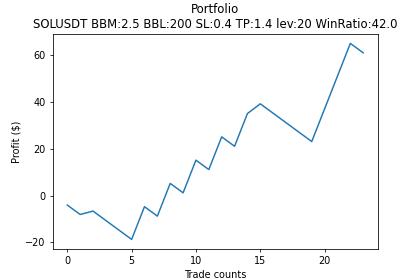 Portfolio
SOLUSDT BBM:2.5 BBL:200 SL:0.4 TP:1.4 lev:20 WinRatio:42.0
60
40
20
0
−20
Profit ($)
0 5 10 15 20
Trade counts